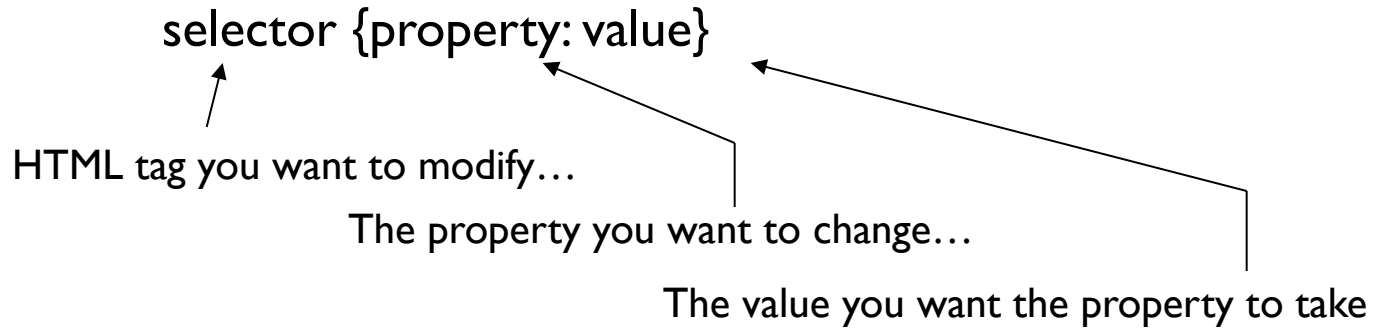 selector {property: value}
HTML tag you want to modify…
The property you want to change…
The value you want the property to take